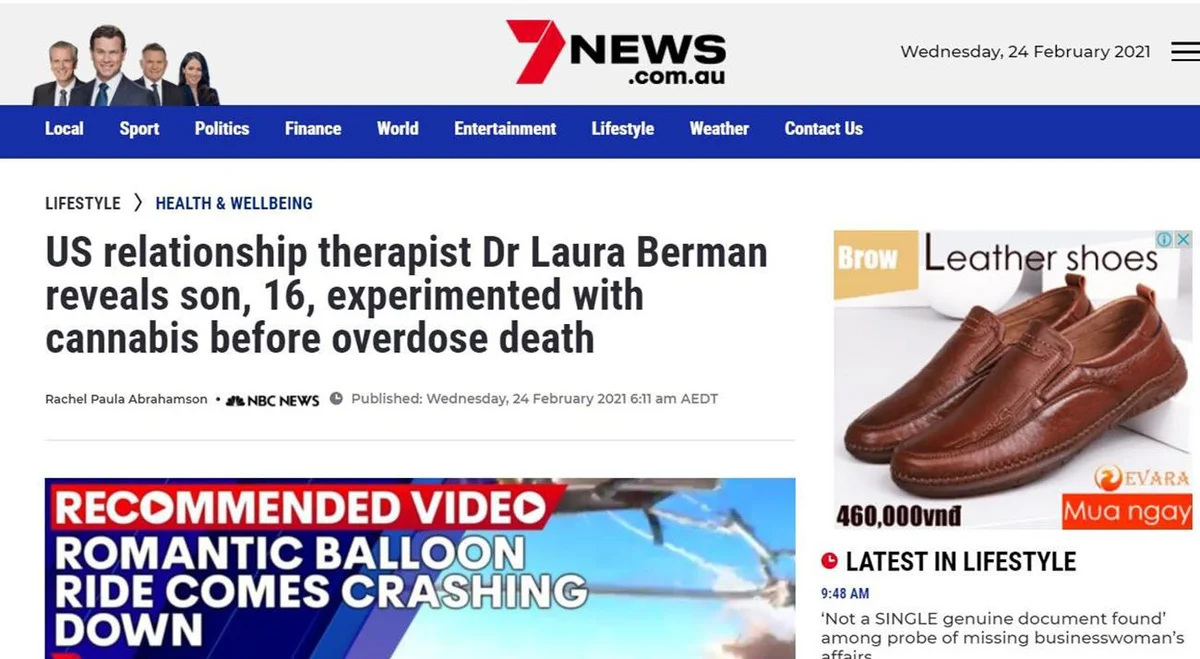 7NEWS
.com.au
Wednesday, 24 February 2021
Local Sport Politics Finance World Entertainment Lifestyle Weather Contact Us
LIFESTYLE > HEALTH & WELLBEING
US relationship therapist Dr Laura Berman
reveals son, 16, experimented with
cannabis before overdose death
Rachel Paula Abrahamson • NBC NEWS Published: Wednesday, 24 February 2021 6:11 am AEDT
RECOMMENDED VIDEO
ROMANTIC BALLOON
RIDE COMES CRASHING
DOWN
Brow Leather shoes
EVARA
460,000vnđ Mua ngay
LATEST IN LIFESTYLE
9:48 AM
‘Not a SINGLE genuine document found’
among probe of missing businesswoman’s
affairs